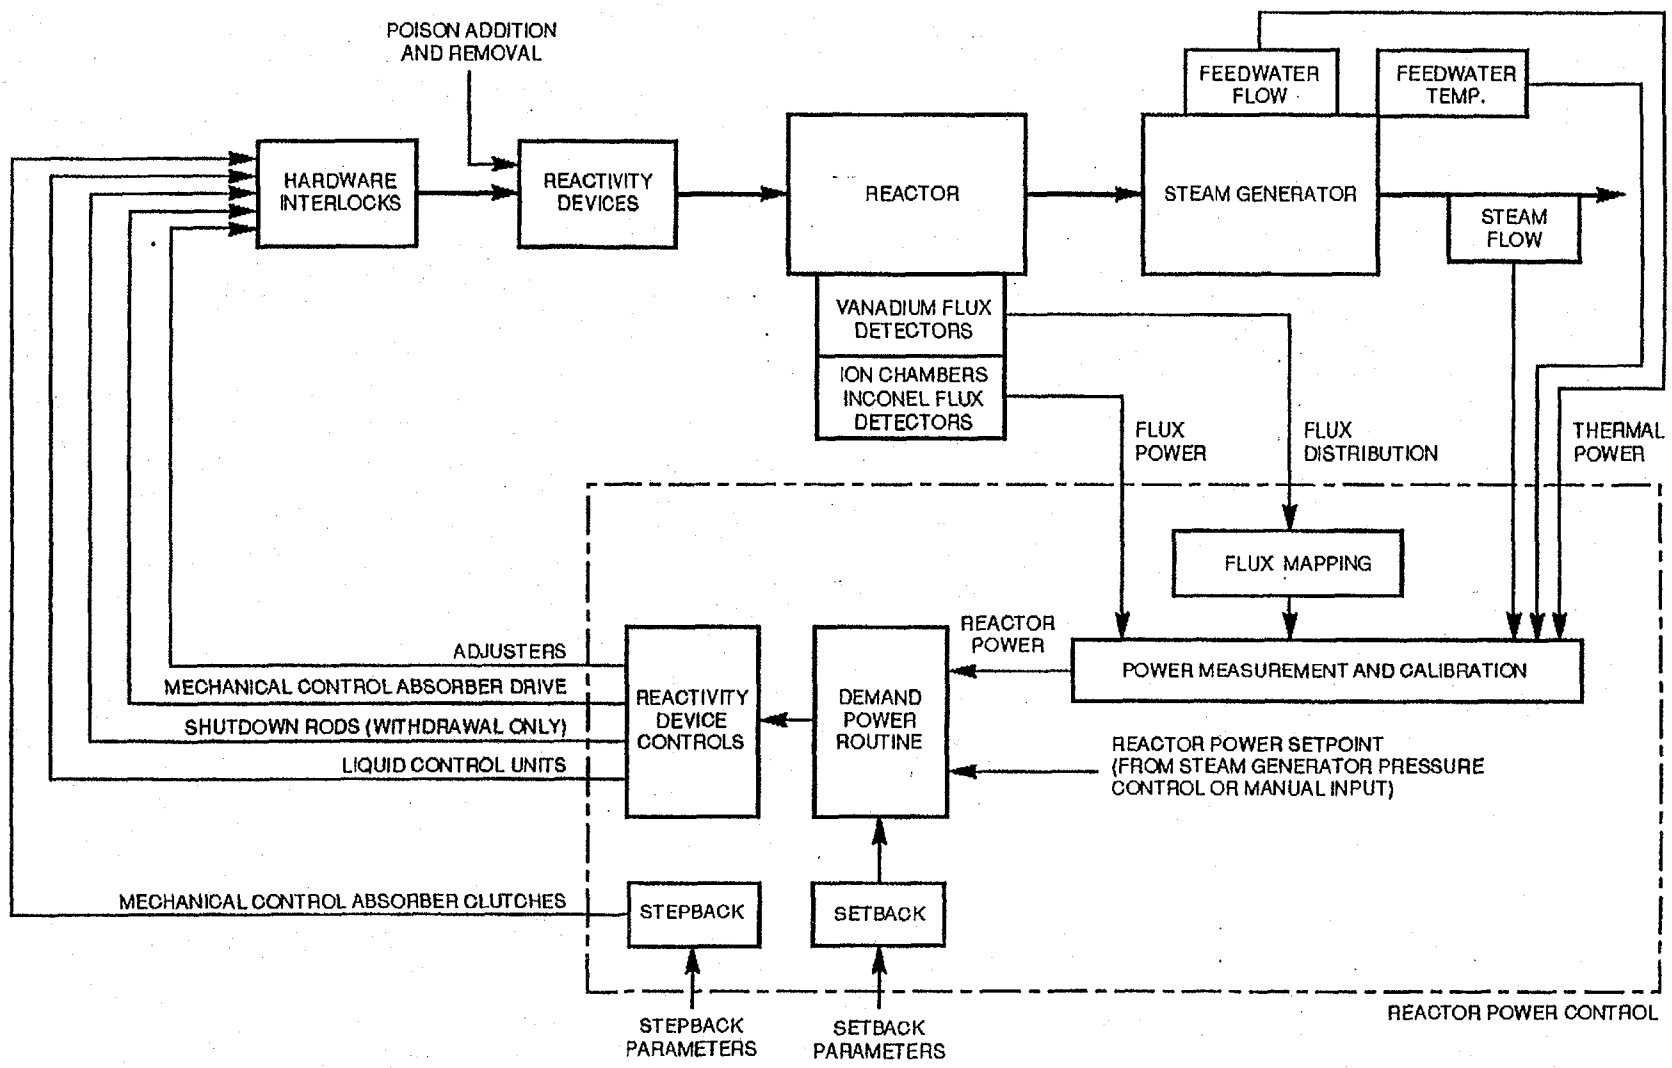 POISON ADDITION
AND REMOVAL
FEEDWATER
FLOW
FEEDWATER
TEMP.
HARDWARE
INTERLOCKS
REACTIVITY
DEVICES
REACTOR
STEAM GENERATOR
STEAM
FLOW
VANADIUM FLUX
DETECTORS
ION CHAMBERS
INCONEL FLUX
DETECTORS
FLUX
POWER
FLUX
DISTRIBUTION
THERMAL
POWER
FLUX MAPPING
REACTOR
POWER
POWER MEASUREMENT AND CALIBRATION
ADJUSTERS
MECHANICAL CONTROL ABSORBER DRIVE
SHUTDOWN RODS (WITHDRAWAL ONLY)
LIQUID CONTROL UNITS
REACTIVITY
DEVICE
CONTROLS
DEMAND
POWER
ROUTINE
REACTOR POWER SETPOINT
(FROM STEAM GENERATOR PRESSURE
CONTROL OR MANUAL INPUT)
MECHANICAL CONTROL ABSORBER CLUTCHES
STEPBACK
SETBACK
REACTOR POWER CONTROL
STEPBACK
PARAMETERS
SETBACK
PARAMETERS